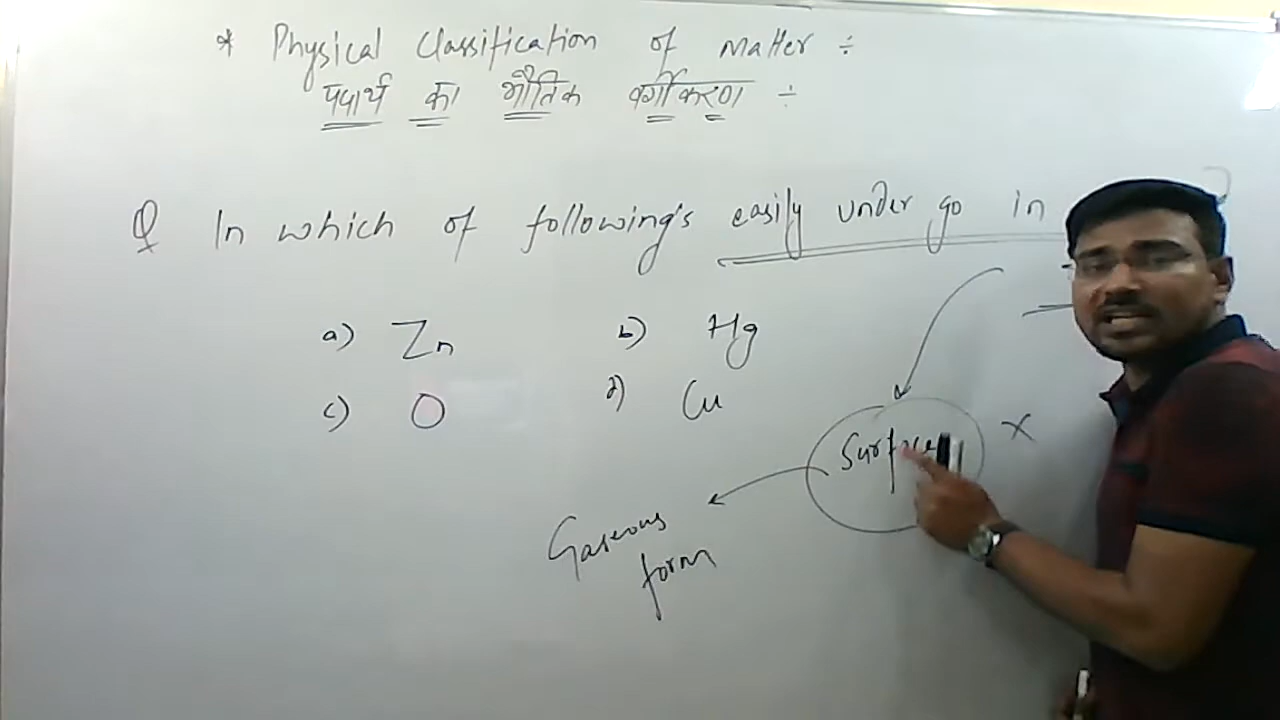 * Physical Classification of matter ÷
पदार्थ का भौतिक वर्गीकरण ÷
Q In which of following's easily under go in
a) Zn b) Hg
c) O d) Cu
Surface x
Gaseous
form